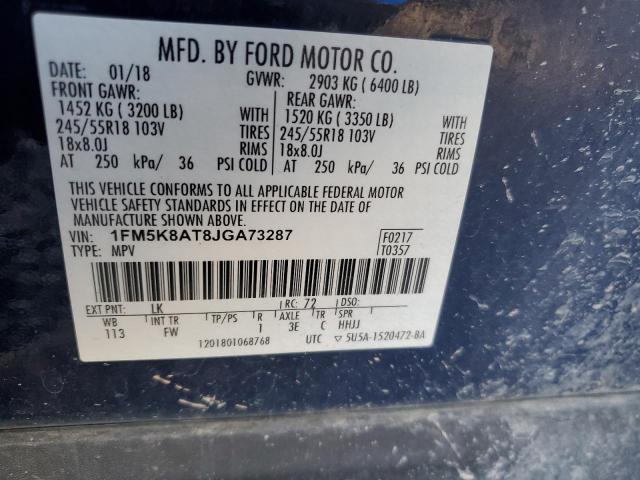 MFD. BY FORD MOTOR CO.
DATE: 01/18 GVWR: 2903 KG ( 6400 LB)
FRONT GAWR: REAR GAWR:
1452 KG ( 3200 LB) WITH 1520 KG ( 3350 LB) WITH
245/55R18 103V TIRES 245/55R18 103V TIRES
18x8.0J RIMS 18x8.0J RIMS
AT 250 kPa/ 36 PSI COLD AT 250 kPa/ 36 PSI COLD
THIS VEHICLE CONFORMS TO ALL APPLICABLE FEDERAL MOTOR
VEHICLE SAFETY STANDARDS IN EFFECT ON THE DATE OF
MANUFACTURE SHOWN ABOVE.
VIN: 1FM5K8AT8JGA73287 F0217
TYPE: MPV T0357
EXT PNT: LK RC: 72 DSO:
WB INT TR TP/PS R AXLE TR SPR
113 FW 1 3E C HHJJ
1201801068768 UTC ▽ 5U5A-1520472-BA